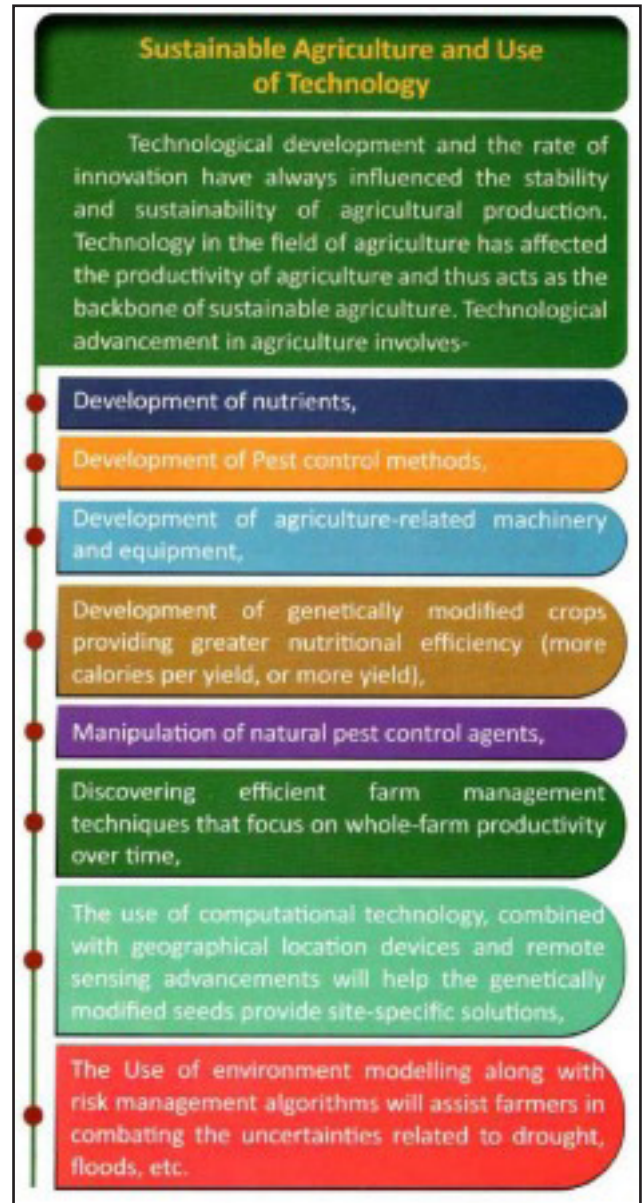 Sustainable Agriculture and Use
of Technology
Technological development and the rate of
innovation have always influenced the stability
and sustainability of agricultural production.
Technology in the field of agriculture has affected
the productivity of agriculture and thus acts as the
backbone of sustainable agriculture. Technological
advancement in agriculture involves-
Development of nutrients,
Development of Pest control methods,
Development of agriculture-related machinery
and equipment,
Development of genetically modified crops
providing greater nutritional efficiency (more
calories per yield, or more yield),
Manipulation of natural pest control agents,
Discovering efficient farm management
techniques that focus on whole-farm productivity
over time,
The use of computational technology, combined
with geographical location devices and remote
sensing advancements will help the genetically
modified seeds provide site-specific solutions,
The Use of environment modelling along with
risk management algorithms will assist farmers in
combating the uncertainties related to drought,
floods, etc.